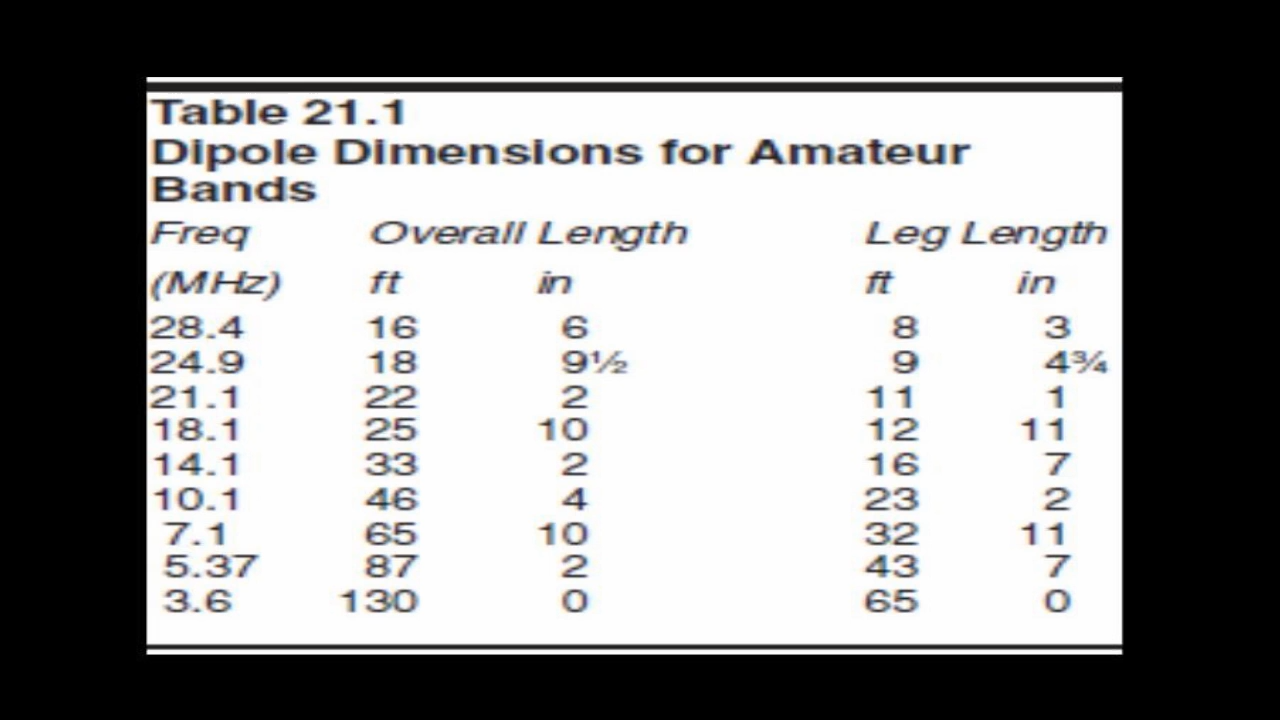 Table 21.1
Dipole Dimensions for Amateur
Bands
Freq Overall Length Leg Length
(MHz) ft in ft in
28.4 16 6 8 3
24.9 18 9½ 9 4¾
21.1 22 2 11 1
18.1 25 10 12 11
14.1 33 2 16 7
10.1 46 4 23 2
7.1 65 10 32 11
5.37 87 2 43 7
3.6 130 0 65 0